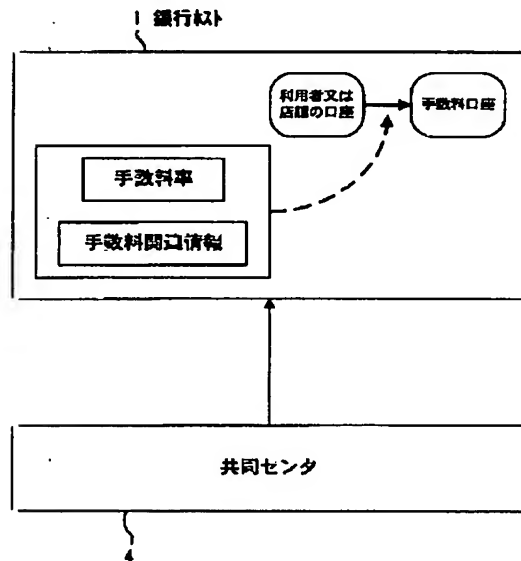 1 銀行ホスト
利用者又は
店舗の口座
手数料口座
手数料率
手数料関連情報
共同センタ
4